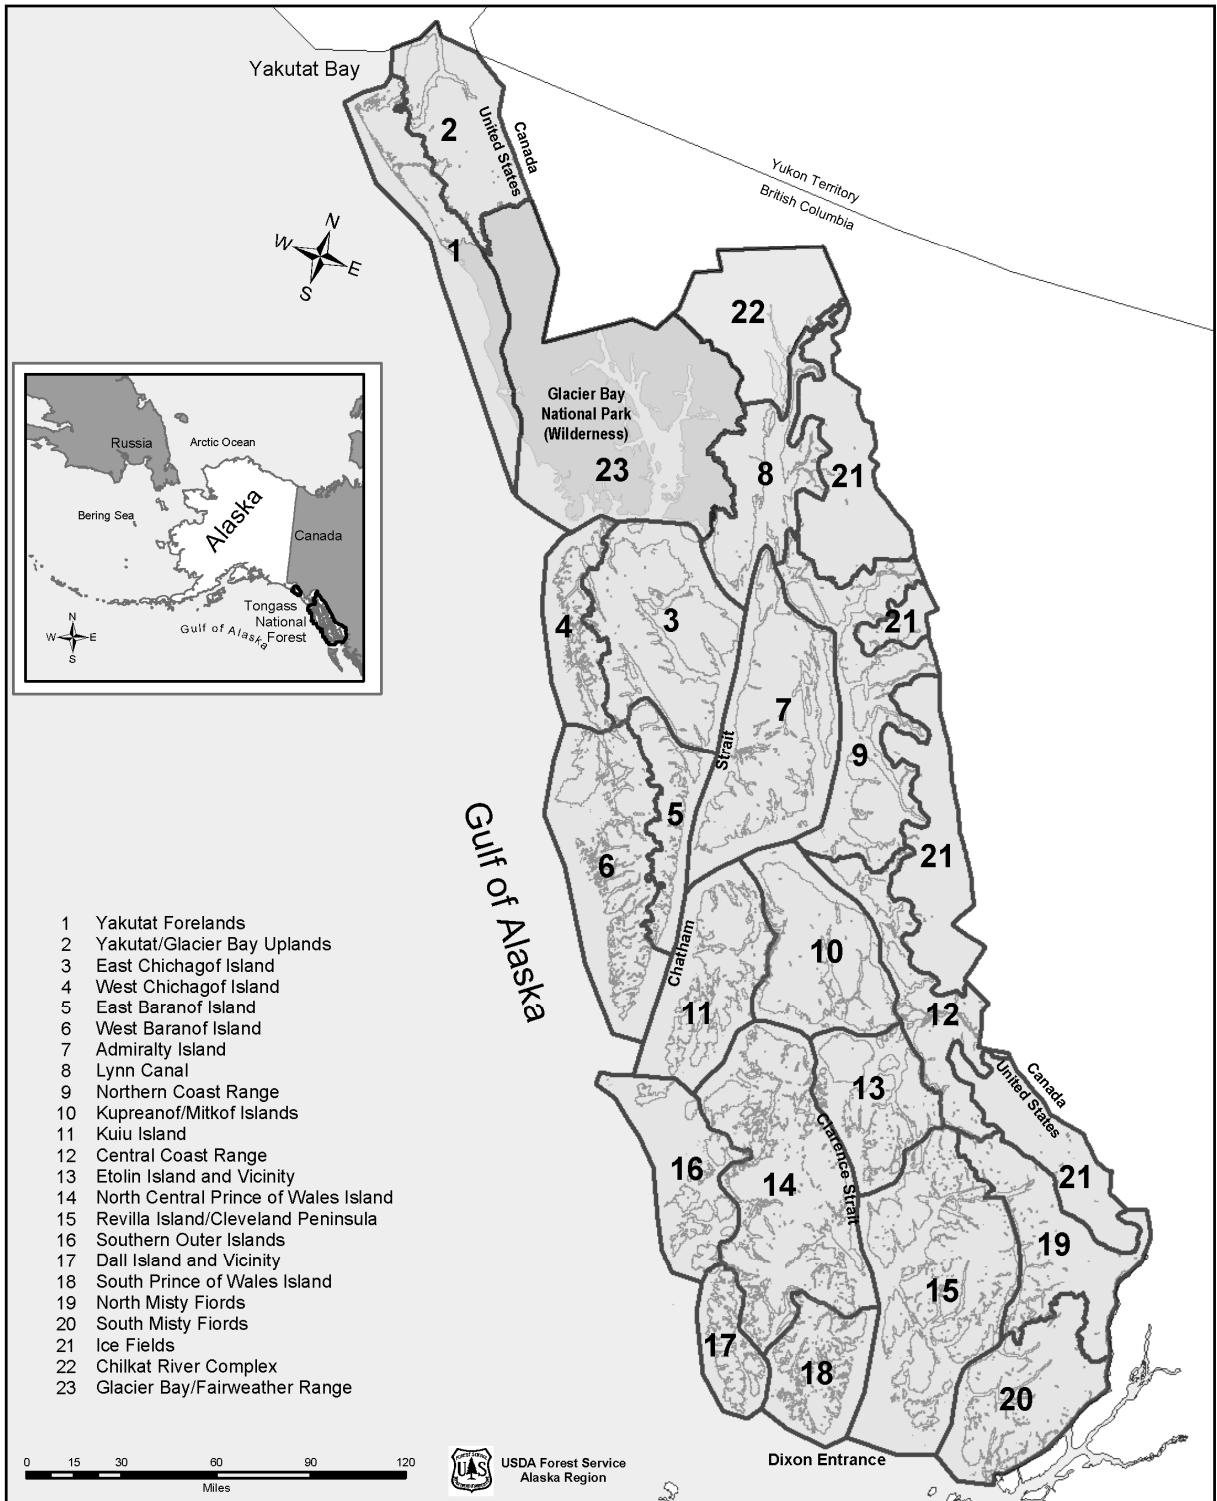 Yakutat Bay
2
United States
Canada
Yukon Territory
British Columbia
N
W
E
S
1
22
Glacier Bay
National Park
(Wilderness)
23
8
21
Russia
Arctic Ocean
Bering Sea
Alaska
Canada
Tongass
National
Forest
Gulf of Alaska
N
W
E
S
4
3
21
7
Strait
9
5
6
21
Gulf of Alaska
Chatham
10
11
12
Canada
United States
13
Clarence Strait
16
14
21
19
15
17
18
20
Dixon Entrance
1 Yakutat Forelands
2 Yakutat/Glacier Bay Uplands
3 East Chichagof Island
4 West Chichagof Island
5 East Baranof Island
6 West Baranof Island
7 Admiralty Island
8 Lynn Canal
9 Northern Coast Range
10 Kupreanof/Mitkof Islands
11 Kuiu Island
12 Central Coast Range
13 Etolin Island and Vicinity
14 North Central Prince of Wales Island
15 Revilla Island/Cleveland Peninsula
16 Southern Outer Islands
17 Dall Island and Vicinity
18 South Prince of Wales Island
19 North Misty Fiords
20 South Misty Fiords
21 Ice Fields
22 Chilkat River Complex
23 Glacier Bay/Fairweather Range
0 15 30 60 90 120
Miles
FOREST SERVICE
U S
USDA Forest Service
Alaska Region